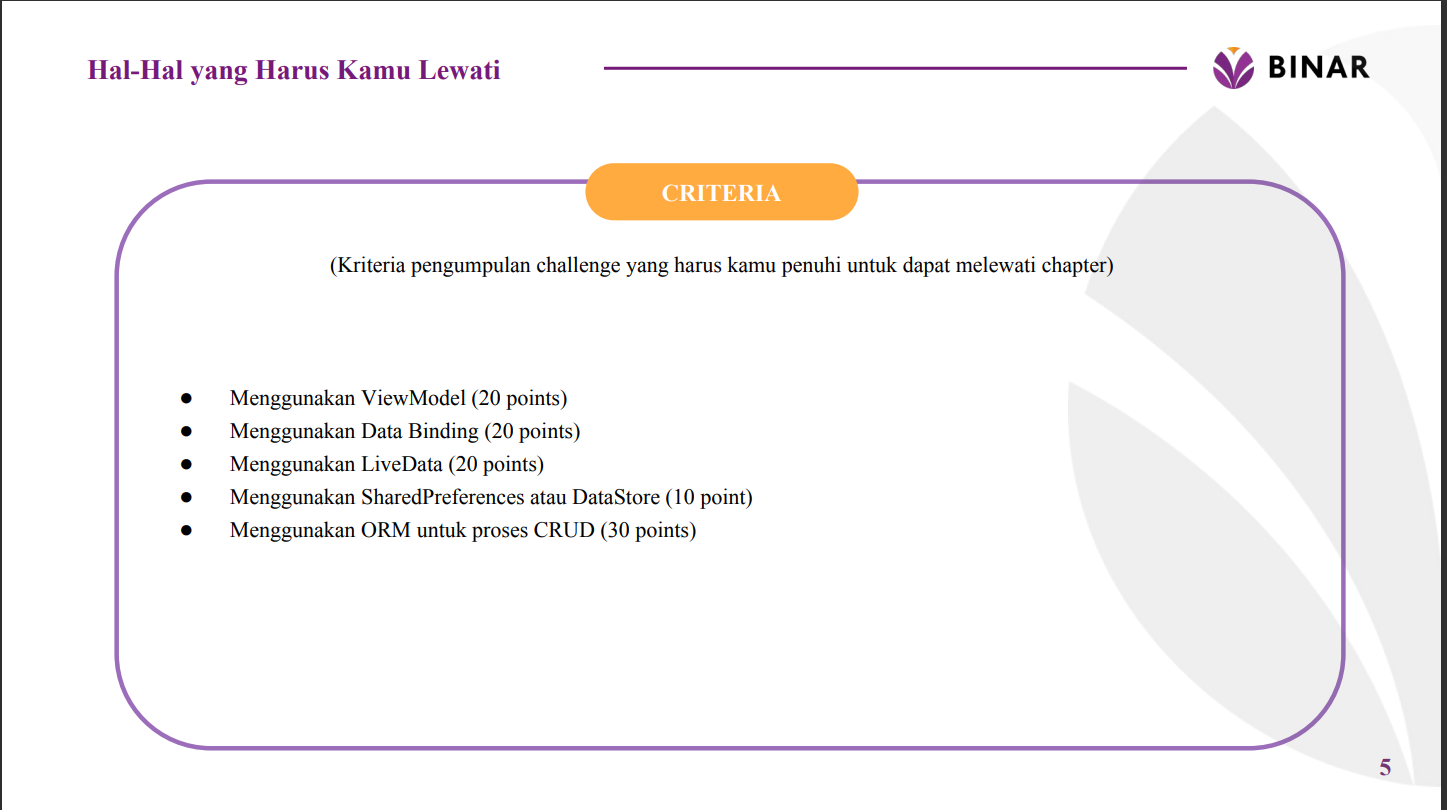 Hal-Hal yang Harus Kamu Lewati
BINAR
CRITERIA
(Kriteria pengumpulan challenge yang harus kamu penuhi untuk dapat melewati chapter)
● Menggunakan ViewModel (20 points)
● Menggunakan Data Binding (20 points)
● Menggunakan LiveData (20 points)
● Menggunakan SharedPreferences atau DataStore (10 point)
● Menggunakan ORM untuk proses CRUD (30 points)
5